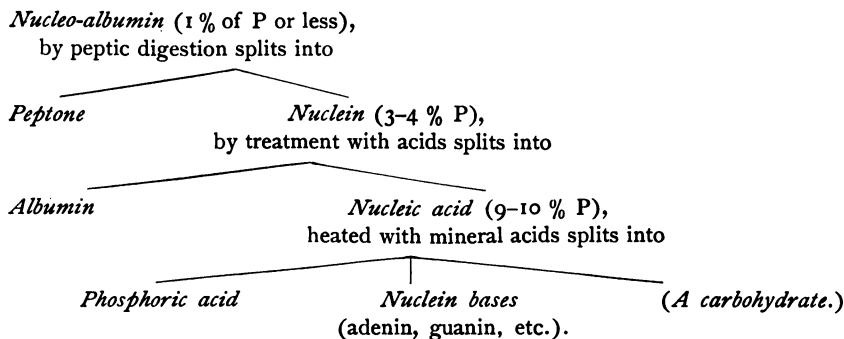 Nucleo-albumin (1 % of P or less),
by peptic digestion splits into
Peptone Nuclein (3–4 % P),
by treatment with acids splits into
Albumin Nucleic acid (9–10 % P),
heated with mineral acids splits into
Phosphoric acid Nuclein bases (A carbohydrate.)
(adenin, guanin, etc.).